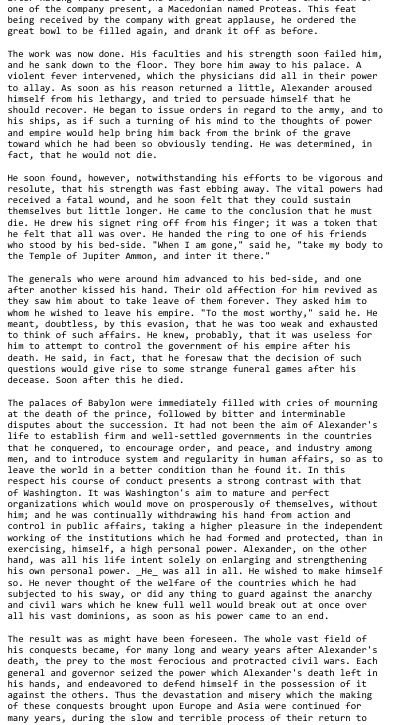 one of the company present, a Macedonian named Proteas. This feat
being received by the company with great applause, he ordered the
great bowl to be filled again, and drank it off as before.
The work was now done. His faculties and his strength soon failed him,
and he sank down to the floor. They bore him away to his palace. A
violent fever intervened, which the physicians did all in their power
to allay. As soon as his reason returned a little, Alexander aroused
himself from his lethargy, and tried to persuade himself that he
should recover. He began to issue orders in regard to the army, and to
his ships, as if such a turning of his mind to the thoughts of power
and empire would help bring him back from the brink of the grave
toward which he had been so obviously tending. He was determined, in
fact, that he would not die.
He soon found, however, notwithstanding his efforts to be vigorous and
resolute, that his strength was fast ebbing away. The vital powers had
received a fatal wound, and he soon felt that they could sustain
themselves but little longer. He came to the conclusion that he must
die. He drew his signet ring off from his finger; it was a token that
he felt that all was over. He handed the ring to one of his friends
who stood by his bed-side. "When I am gone," said he, "take my body to
the Temple of Jupiter Ammon, and inter it there."
The generals who were around him advanced to his bed-side, and one
after another kissed his hand. Their old affection for him revived as
they saw him about to take leave of them forever. They asked him to
whom he wished to leave his empire. "To the most worthy," said he. He
meant, doubtless, by this evasion, that he was too weak and exhausted
to think of such affairs. He knew, probably, that it was useless for
him to attempt to control the government of his empire after his
death. He said, in fact, that he foresaw that the decision of such
questions would give rise to some strange funeral games after his
decease. Soon after this he died.
The palaces of Babylon were immediately filled with cries of mourning
at the death of the prince, followed by bitter and interminable
disputes about the succession. It had not been the aim of Alexander's
life to establish firm and well-settled governments in the countries
that he conquered, to encourage order, and peace, and industry among
men, and to introduce system and regularity in human affairs, so as to
leave the world in a better condition than he found it. In this
respect his course of conduct presents a strong contrast with that
of Washington. It was Washington's aim to mature and perfect
organizations which would move on prosperously of themselves, without
him; and he was continually withdrawing his hand from action and
control in public affairs, taking a higher pleasure in the independent
working of the institutions which he had formed and protected, than in
exercising, himself, a high personal power. Alexander, on the other
hand, was all his life intent solely on enlarging and strengthening
his own personal power. _He_ was all in all. He wished to make himself
so. He never thought of the welfare of the countries which he had
subjected to his sway, or did any thing to guard against the anarchy
and civil wars which he knew full well would break out at once over
all his vast dominions, as soon as his power came to an end.
The result was as might have been foreseen. The whole vast field of
his conquests became, for many long and weary years after Alexander's
death, the prey to the most ferocious and protracted civil wars. Each
general and governor seized the power which Alexander's death left in
his hands, and endeavored to defend himself in the possession of it
against the others. Thus the devastation and misery which the making
of these conquests brought upon Europe and Asia were continued for
many years, during the slow and terrible process of their return to